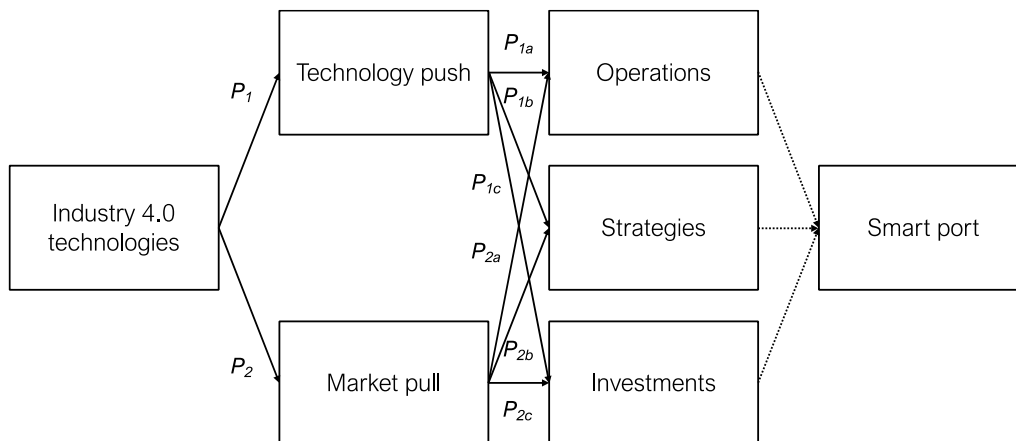 Technology push
Operations
Industry 4.0
technologies
Strategies
Smart port
Market pull
Investments
P1
P2
P1a
P1b
P1c
P2a
P2b
P2c